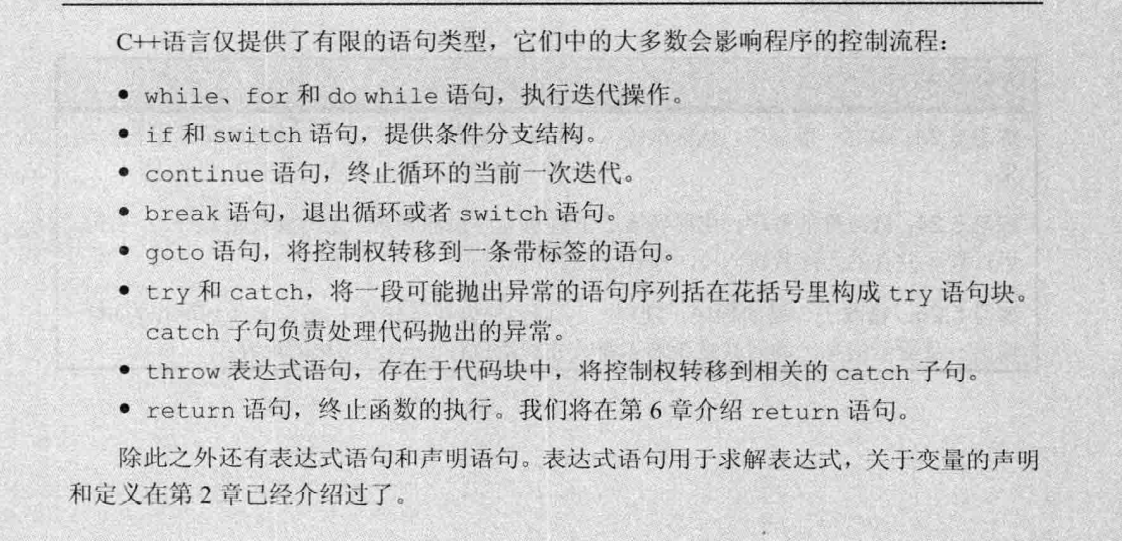 C++语言仅提供了有限的语句类型，它们中的大多数会影响程序的控制流程：
• while、for 和 do while 语句，执行迭代操作。
• if 和 switch 语句，提供条件分支结构。
• continue 语句，终止循环的当前一次迭代。
• break 语句，退出循环或者 switch 语句。
• goto 语句，将控制权转移到一条带标签的语句。
• try 和 catch，将一段可能抛出异常的语句序列括在花括号里构成 try 语句块。
catch 子句负责处理代码抛出的异常。
• throw 表达式语句，存在于代码块中，将控制权转移到相关的 catch 子句。
• return 语句，终止函数的执行。我们将在第 6 章介绍 return 语句。
除此之外还有表达式语句和声明语句。表达式语句用于求解表达式，关于变量的声明
和定义在第 2 章已经介绍过了。